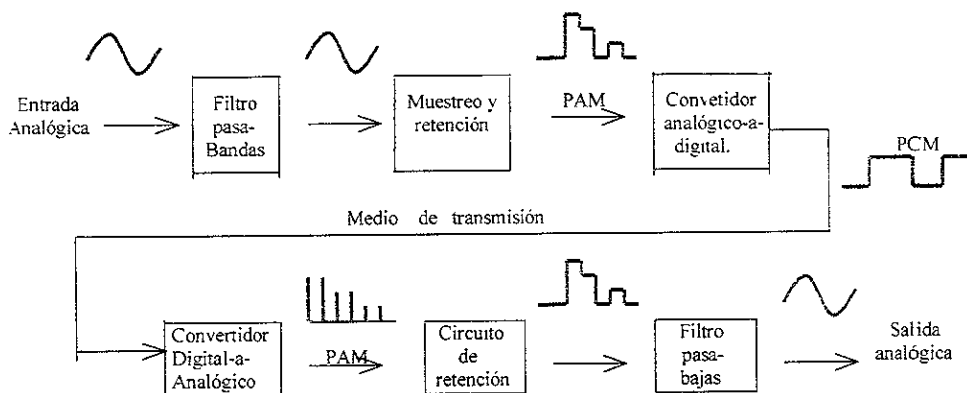 Entrada
Analógica
Filtro
pasa-
Bandas
Muestreo y
retención
PAM
Convetidor
analógico-a-
digital.
PCM
Medio de transmisión
Convertidor
Digital-a-
Analógico
PAM
Circuito
de
retención
Filtro
pasa-
bajas
Salida
analógica